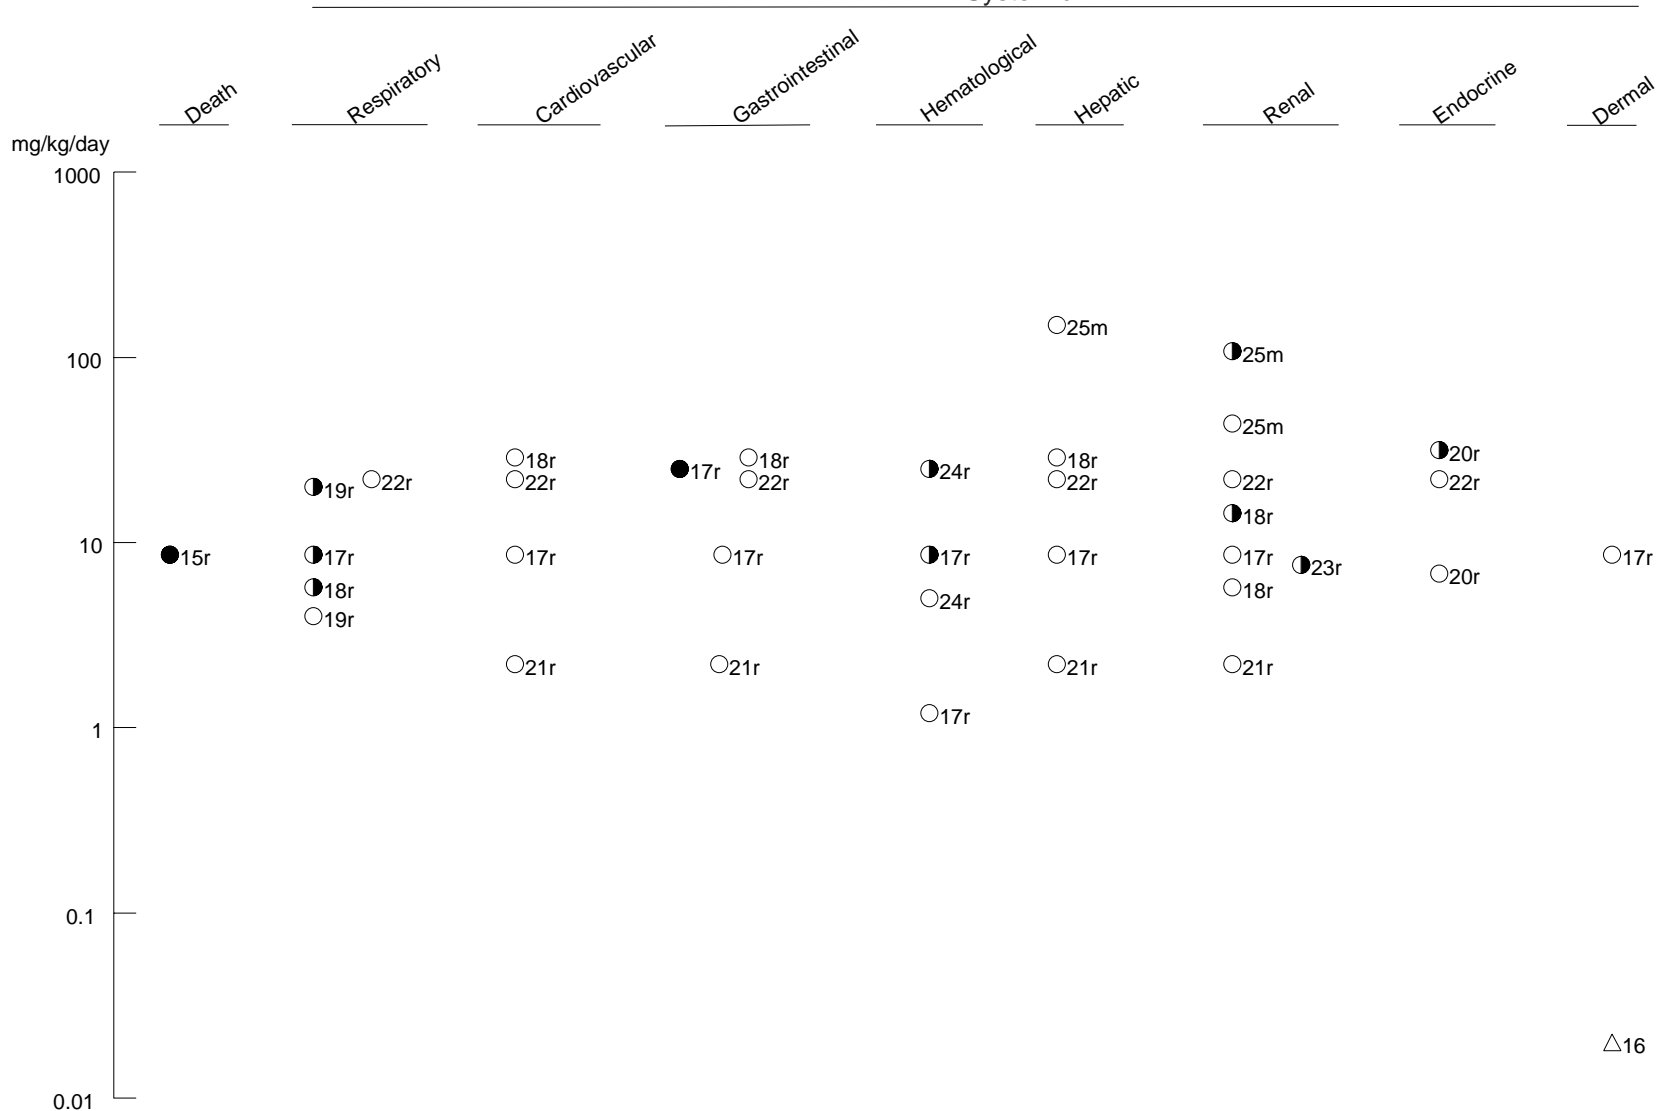 Death
Respiratory
Cardiovascular
Gastrointestinal
Hematological
Hepatic
Renal
Endocrine
Dermal
mg/kg/day
1000
25m
100
25m
25m
20r
18r
18r
18r
17r
24r
19r
22r
22r
22r
22r
22r
22r
18r
10
15r
17r
17r
17r
17r
17r
17r
17r
23r
20r
18r
18r
24r
19r
21r
21r
21r
21r
17r
1
0.1
16
0.01